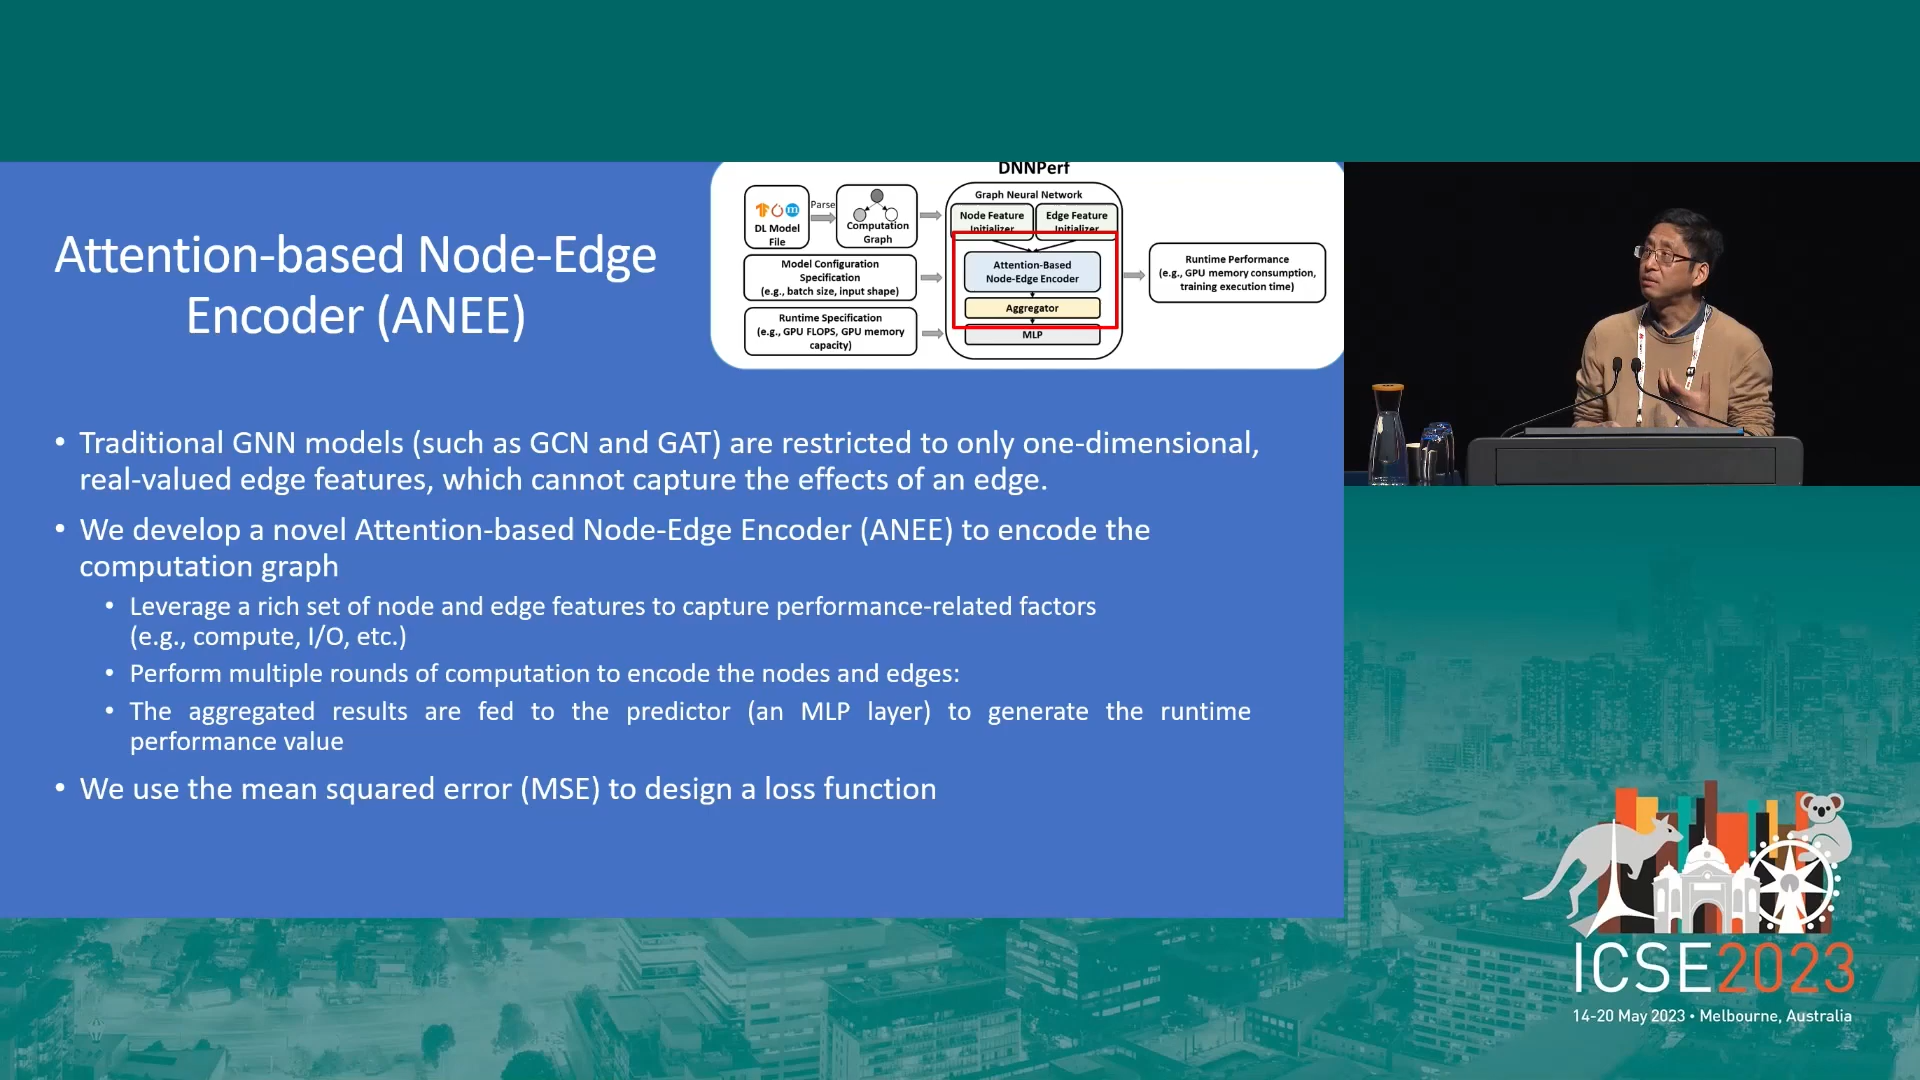 Attention-based Node-Edge
Encoder (ANEE)
DNNPerf
Graph Neural Network
DL Model
File
Parse
Computation
Graph
Node Feature
Initializer
Edge Feature
Initializer
Model Configuration
Specification
(e.g., batch size, input shape)
Attention-Based
Node-Edge Encoder
Aggregator
MLP
Runtime Specification
(e.g., GPU FLOPS, GPU memory
capacity)
Runtime Performance
(e.g., GPU memory consumption,
training execution time)
• Traditional GNN models (such as GCN and GAT) are restricted to only one-dimensional,
real-valued edge features, which cannot capture the effects of an edge.
• We develop a novel Attention-based Node-Edge Encoder (ANEE) to encode the
computation graph
• Leverage a rich set of node and edge features to capture performance-related factors
(e.g., compute, I/O, etc.)
• Perform multiple rounds of computation to encode the nodes and edges:
• The aggregated results are fed to the predictor (an MLP layer) to generate the runtime
performance value
• We use the mean squared error (MSE) to design a loss function
ICSE2023
14-20 May 2023 • Melbourne, Australia